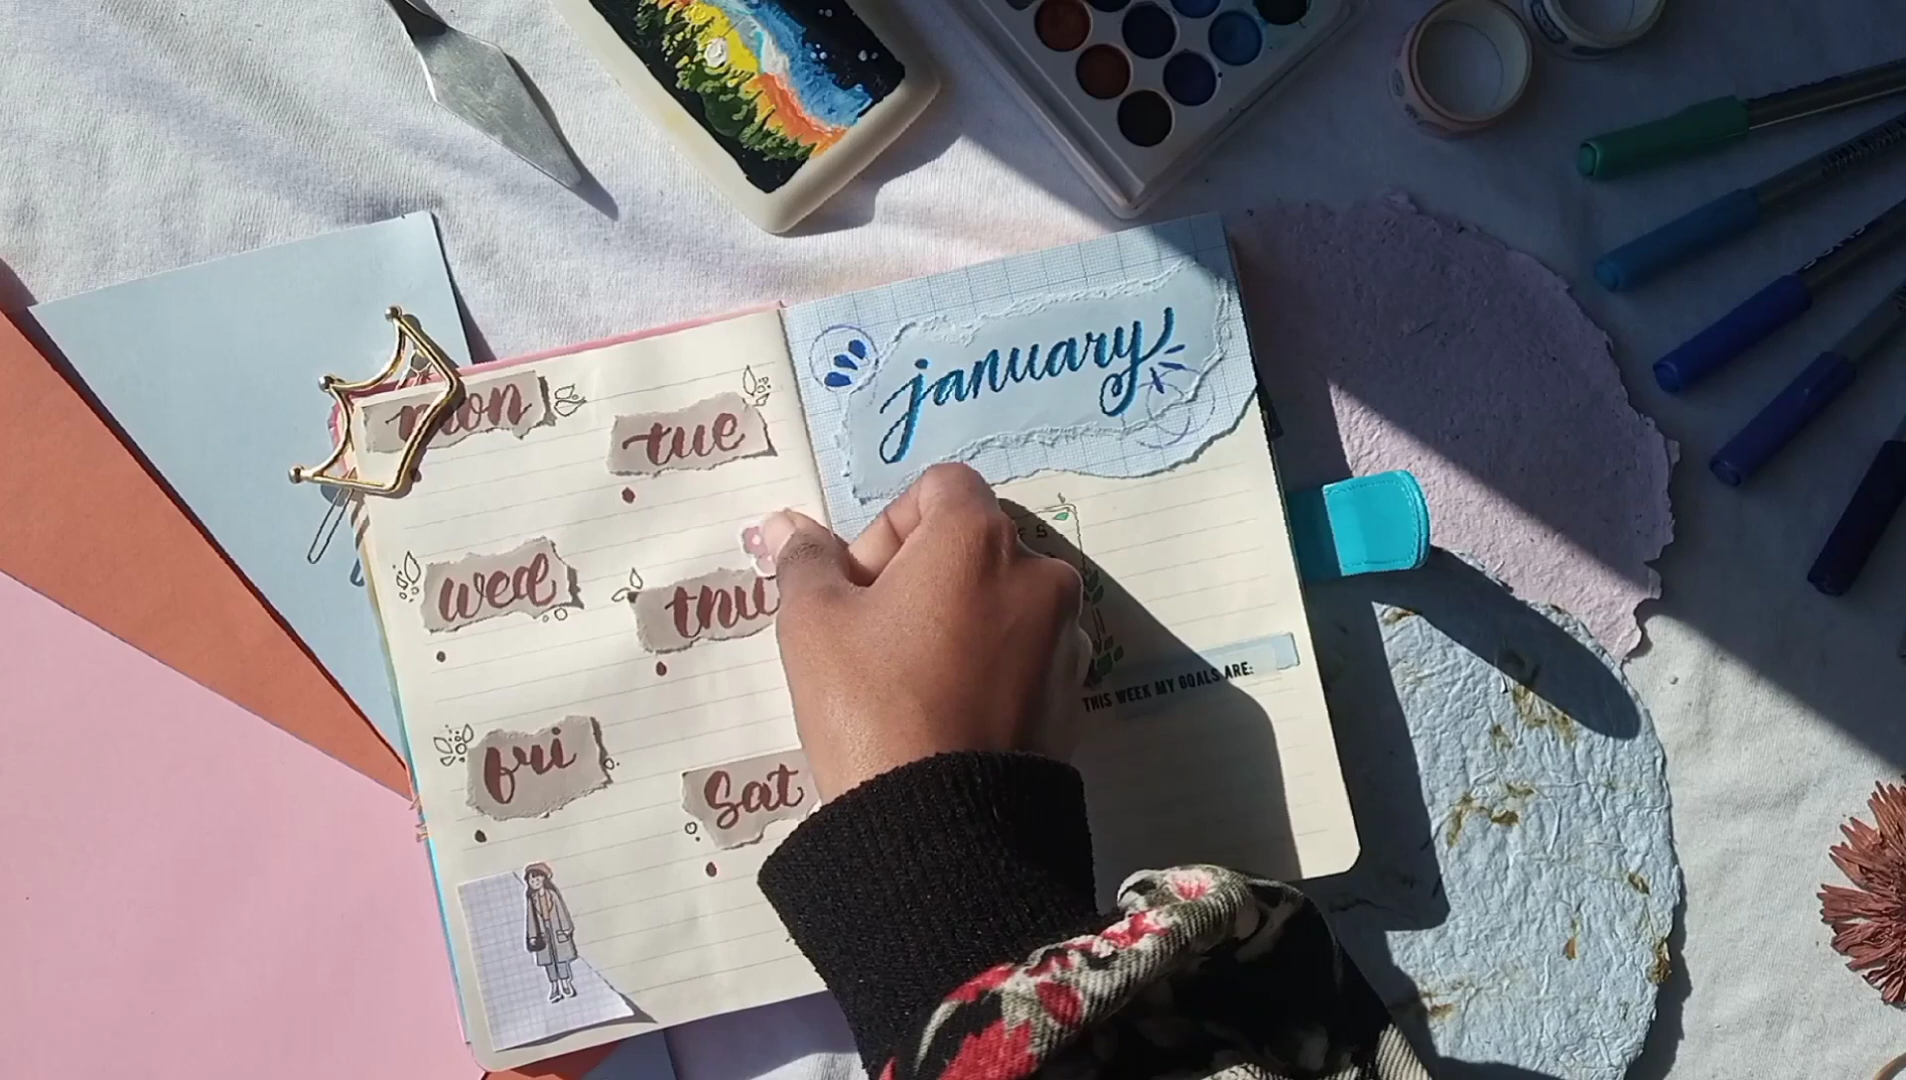 mon
tue
wed
thu
fri
sat
january
THIS WEEK MY GOALS ARE: